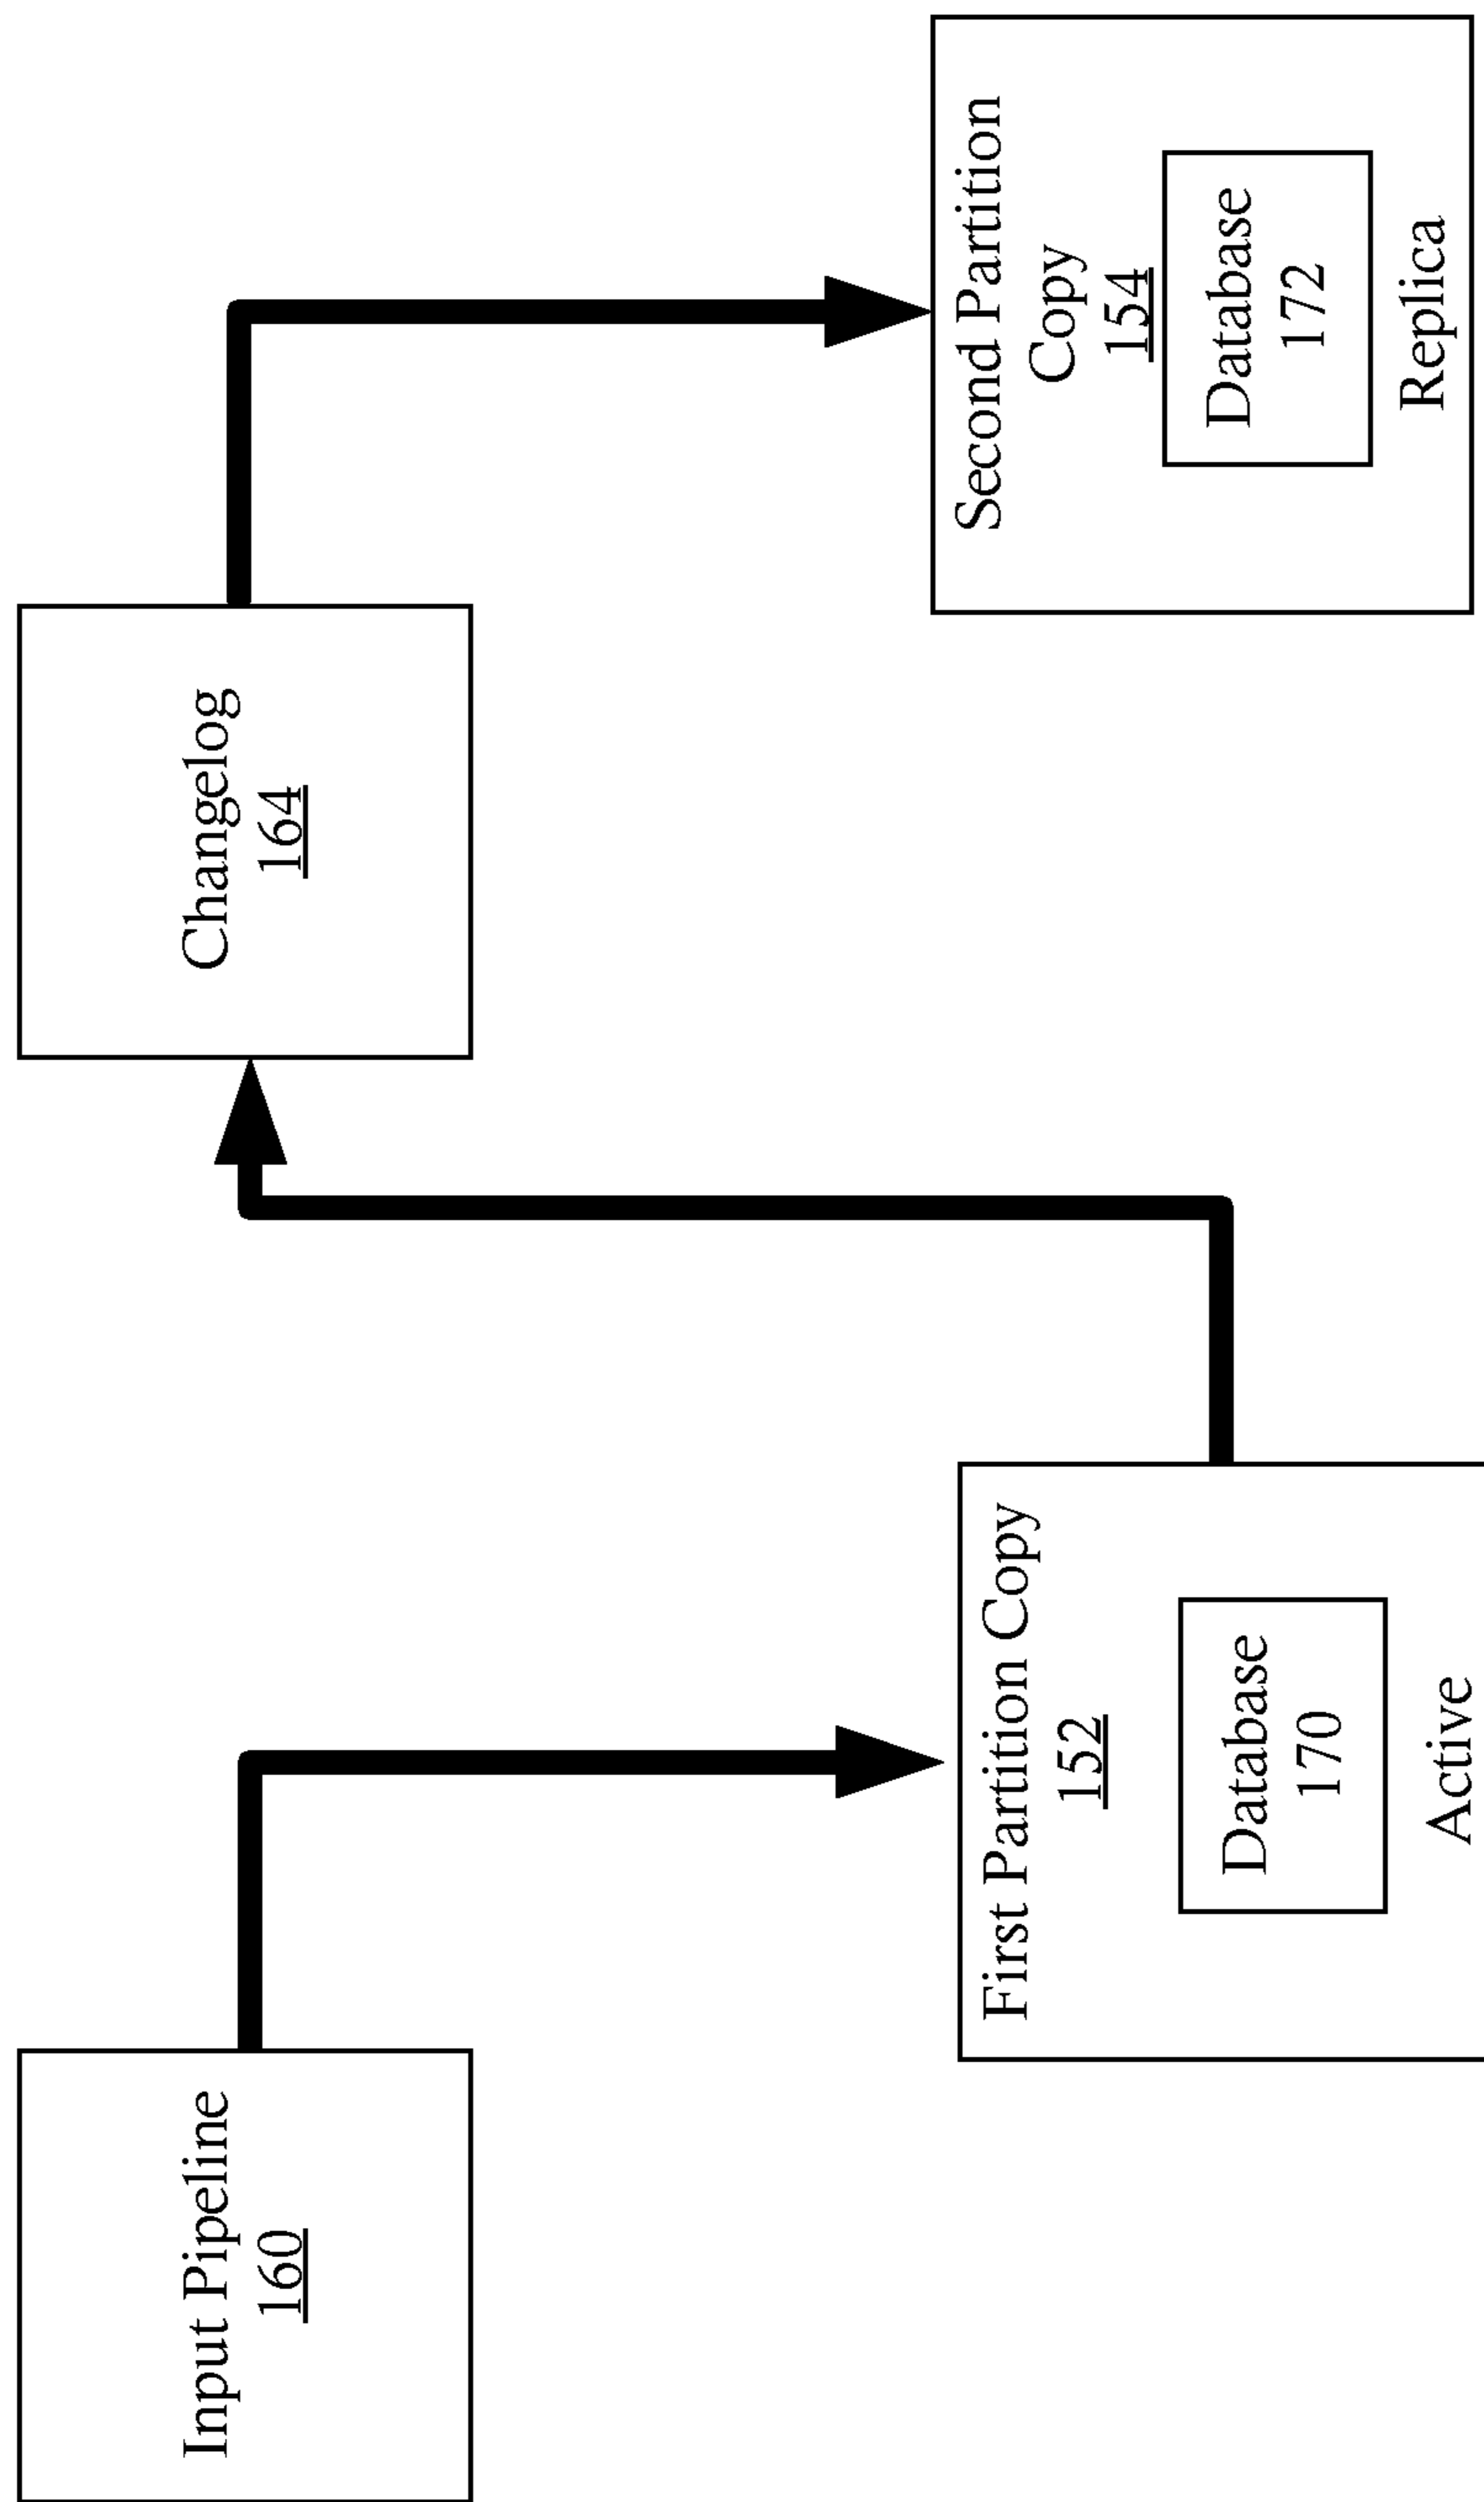 Input Pipeline
160
Changelog
164
First Partition Copy
152
Database
170
Active
Second Partition
Copy
154
Database
172
Replica